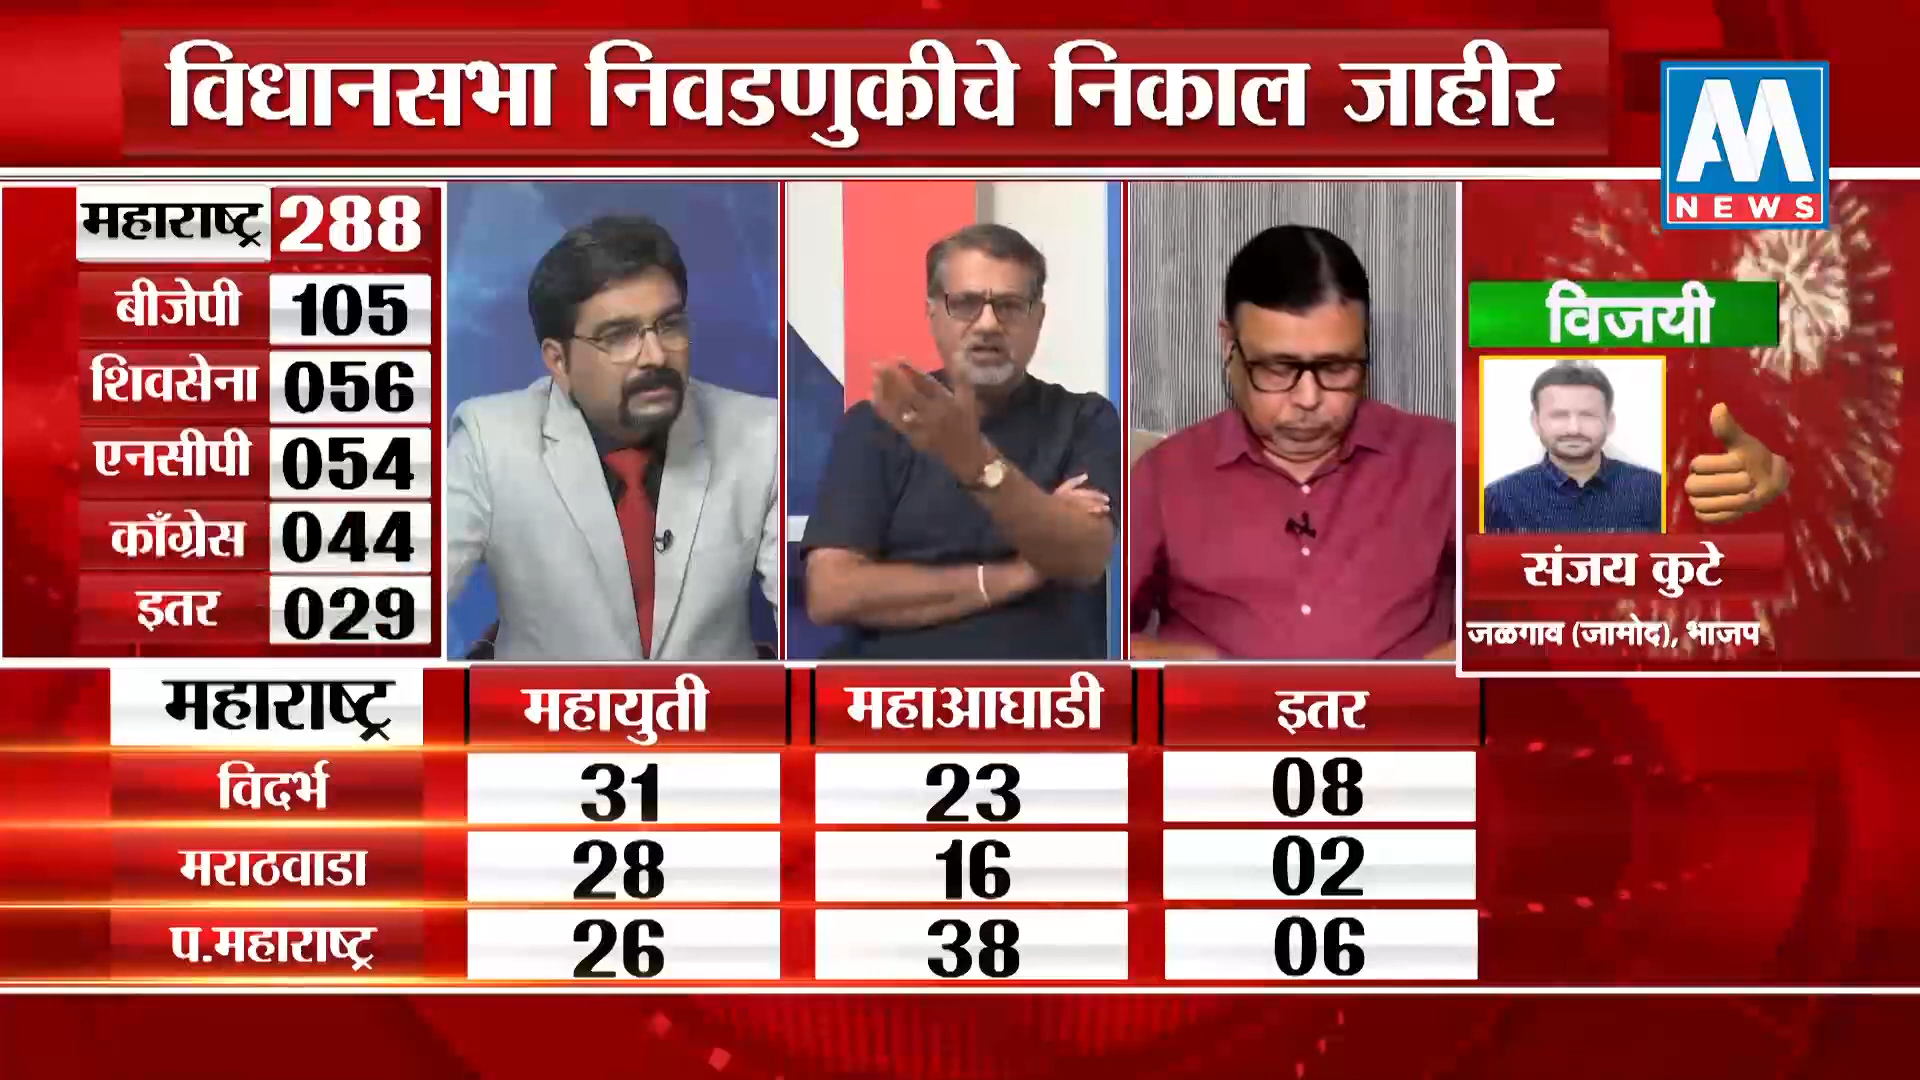 विधानसभा निवडणुकीचे निकाल जाहीर
AM
NEWS
महाराष्ट्र 288
बीजेपी 105
शिवसेना 056
एनसीपी 054
काँग्रेस 044
इतर 029
विजयी
संजय कुटे
जळगाव (जामोद), भाजप
महाराष्ट्र महायुती महाआघाडी इतर
विदर्भ 31 23 08
मराठवाडा 28 16 02
प.महाराष्ट्र 26 38 06